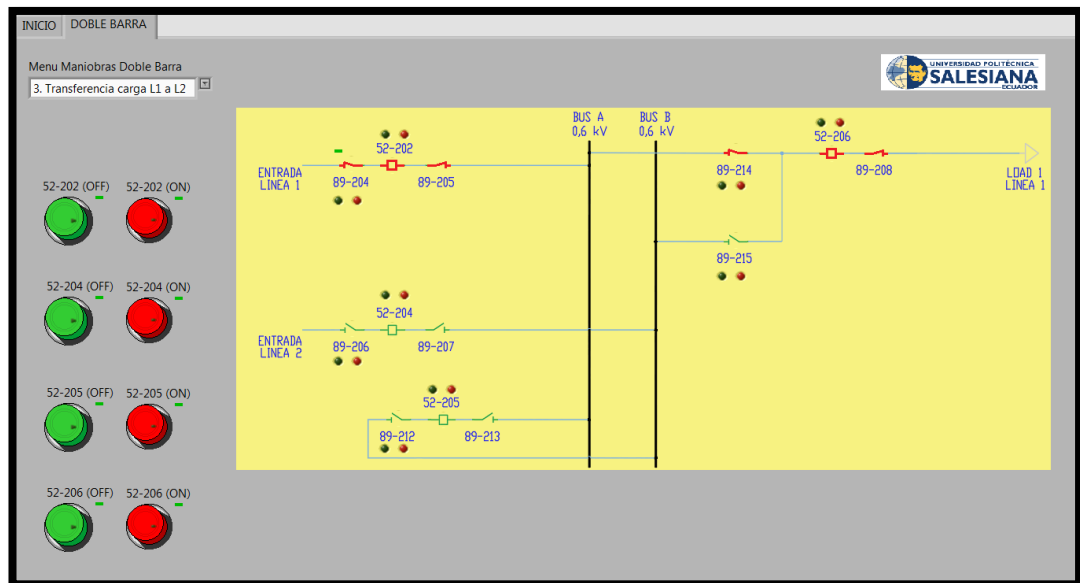 INICIO
DOBLE BARRA
Menu Maniobras Doble Barra
3. Transferencia carga L1 a L2
UNIVERSIDAD POLITÉCNICA
SALESIANA
ECUADOR
52-202 (OFF)
52-202 (ON)
52-204 (OFF)
52-204 (ON)
52-205 (OFF)
52-205 (ON)
52-206 (OFF)
52-206 (ON)
BUS A
0,6 kV
BUS B
0,6 kV
52-202
ENTRADA
LINEA 1
89-204
89-205
52-206
89-214
89-208
LOAD 1
LINEA 1
89-215
52-204
ENTRADA
LINEA 2
89-206
89-207
52-205
89-212
89-213